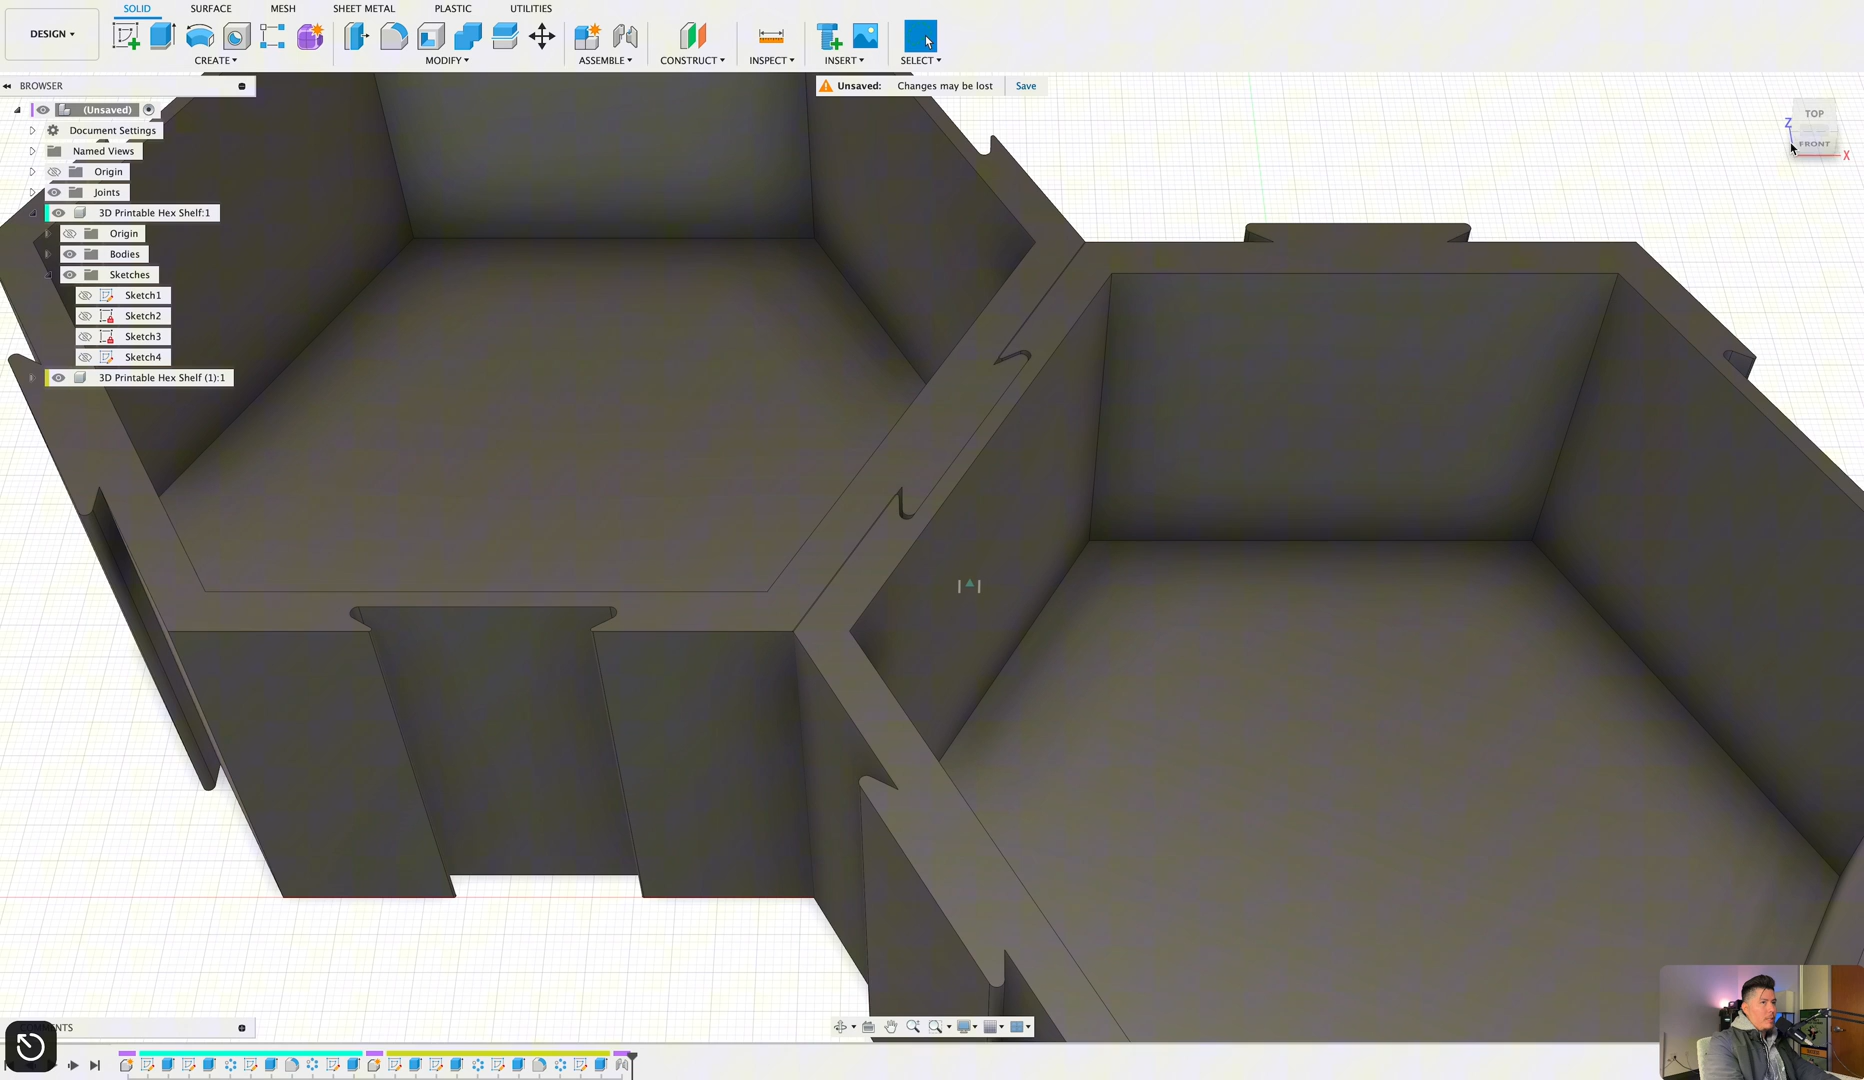 SOLID SURFACE MESH SHEET METAL PLASTIC UTILITIES
DESIGN
CREATE MODIFY ASSEMBLE CONSTRUCT INSPECT INSERT SELECT
BROWSER
Unsaved: Changes may be lost Save
(Unsaved)
Document Settings
Named Views
Origin
Joints
3D Printable Hex Shelf:1
Origin
Bodies
Sketches
Sketch1
Sketch2
Sketch3
Sketch4
3D Printable Hex Shelf (1):1
TOP
Z
FRONT
X
COMMENTS